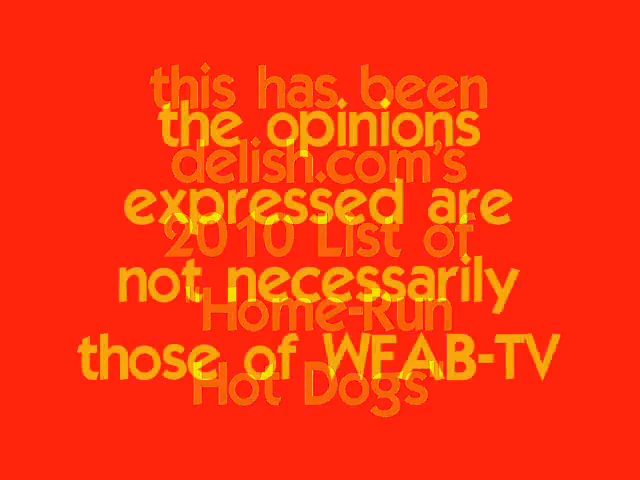 this has been
delish.com's
2010 List of
"Home-Run
Hot Dogs"
the opinions
expressed are
not necessarily
those of WEAB-TV